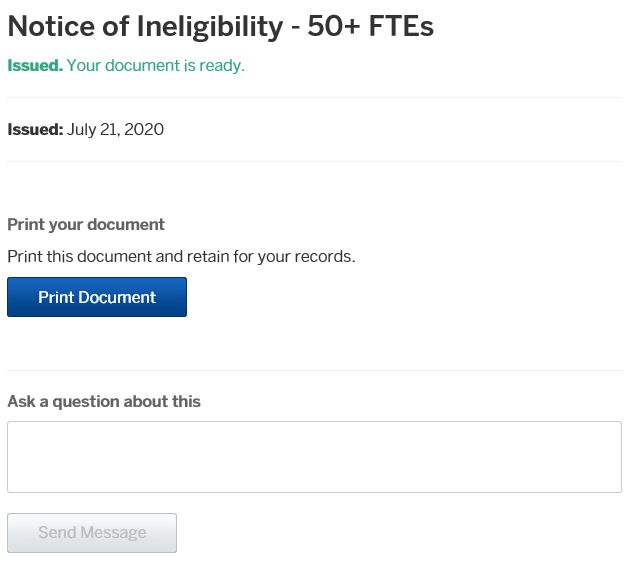 Notice of Ineligibility - 50+ FTEs
Issued. Your document is ready.
Issued: July 21, 2020
Print your document
Print this document and retain for your records.
Print Document
Ask a question about this
Send Message